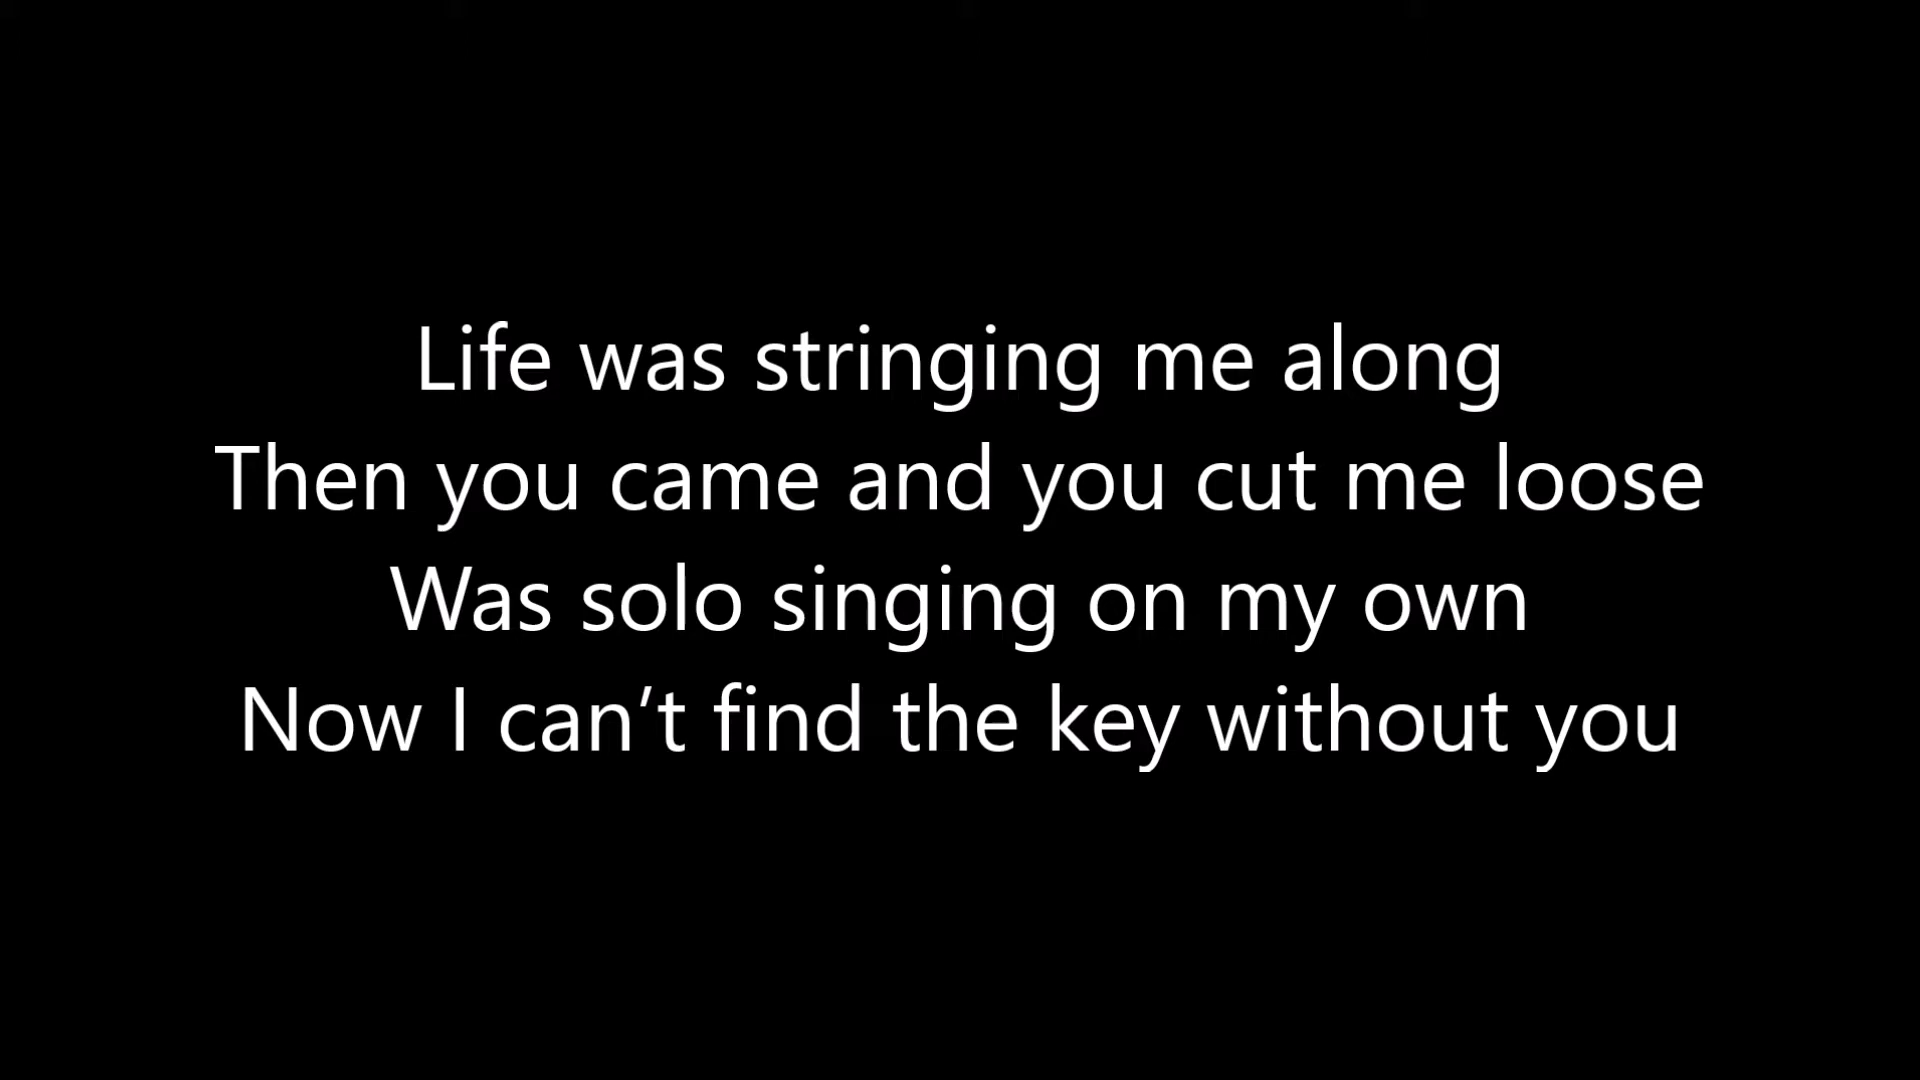 Life was stringing me along
Then you came and you cut me loose
Was solo singing on my own
Now I can’t find the key without you